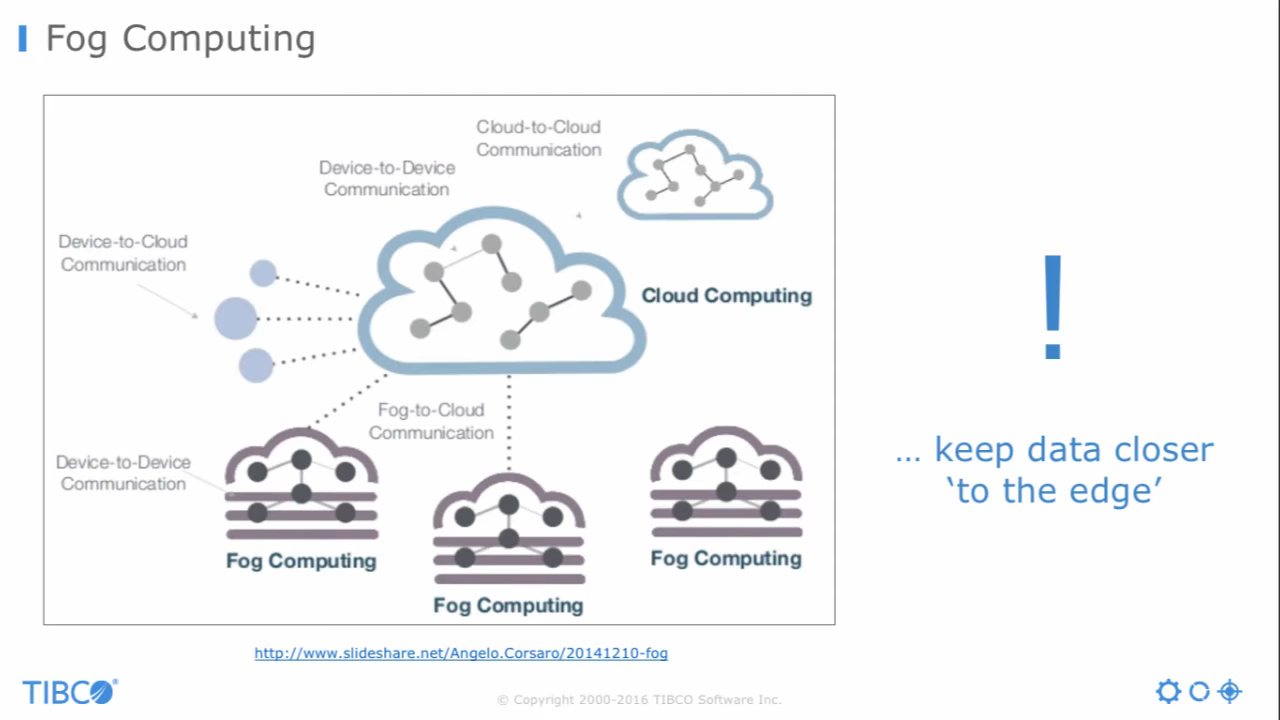 Fog Computing
Cloud-to-Cloud
Communication
Device-to-Device
Communication
Device-to-Cloud
Communication
Cloud Computing
Fog-to-Cloud
Communication
Device-to-Device
Communication
Fog Computing
Fog Computing
Fog Computing
!
... keep data closer
‘to the edge’
http://www.slideshare.net/Angelo.Corsaro/20141210-fog
TIBCO®
© Copyright 2000-2016 TIBCO Software Inc.